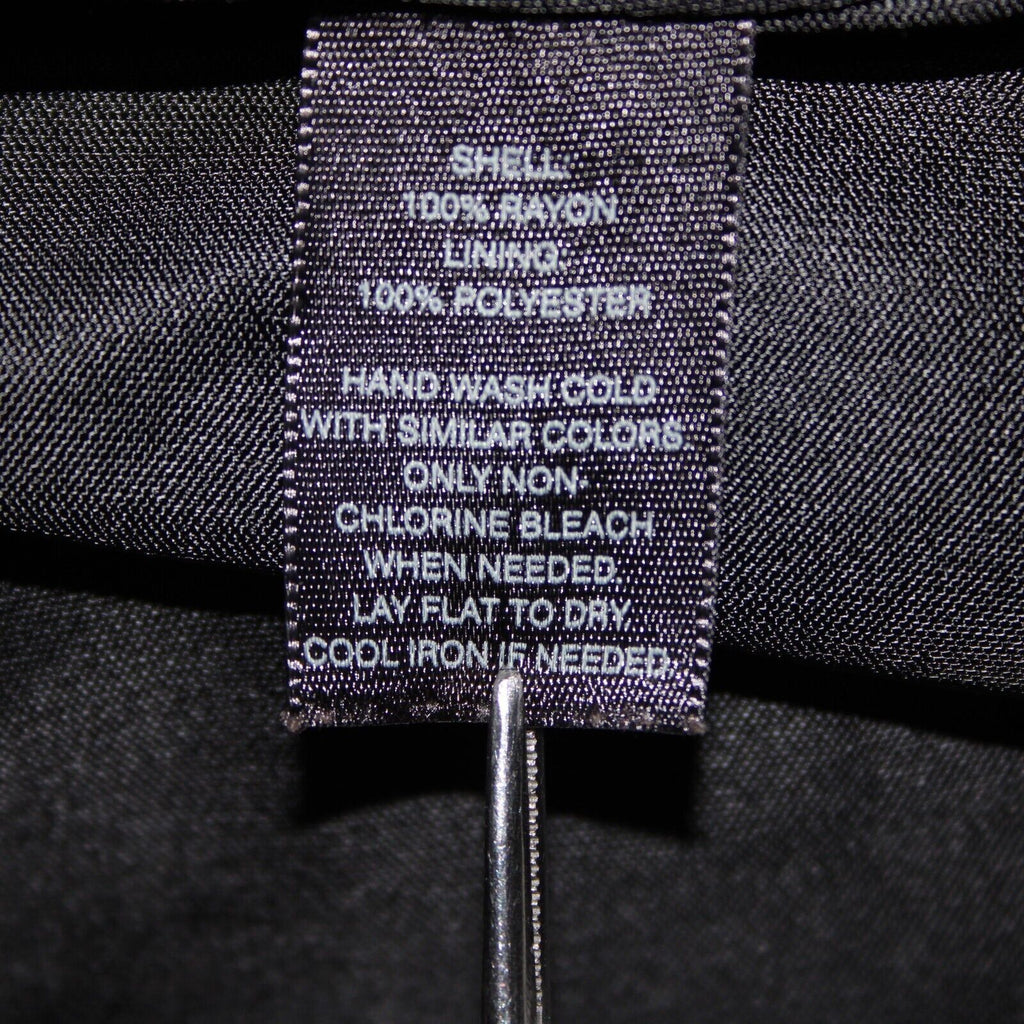 SHELL:
100% RAYON
LINING:
100% POLYESTER
HAND WASH COLD
WITH SIMILAR COLORS.
ONLY NON-
CHLORINE BLEACH
WHEN NEEDED.
LAY FLAT TO DRY,
COOL IRON IF NEEDED.